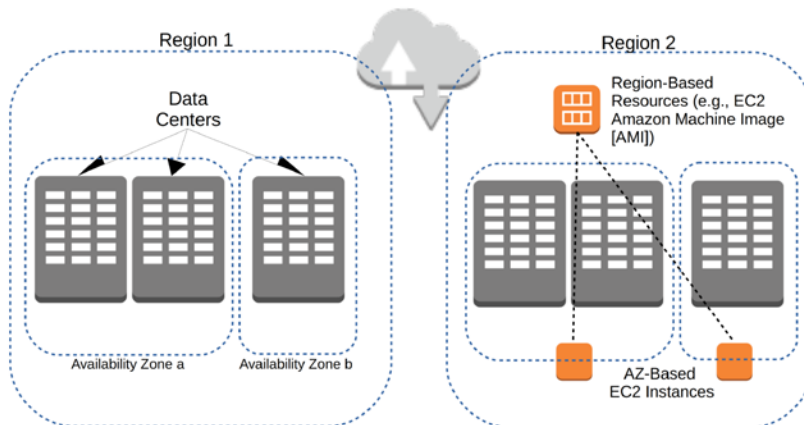 Region 1
Data
Centers
Availability Zone a
Availability Zone b
Region 2
Region-Based
Resources (e.g., EC2
Amazon Machine Image
[AMI])
AZ-Based
EC2 Instances